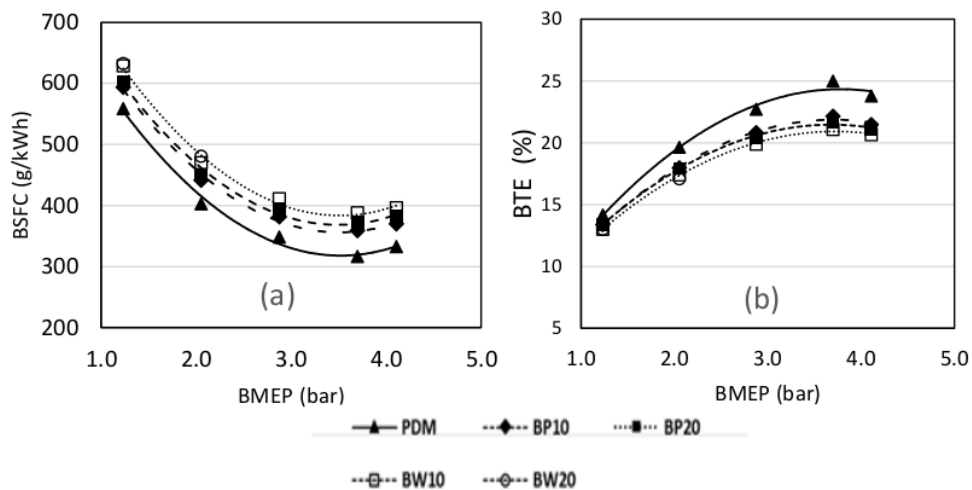 700
600
500
400
300
200
BSFC (g/kWh)
(a)
1.0 2.0 3.0 4.0 5.0
BMEP (bar)
30
25
20
15
10
5
BTE (%)
(b)
1.0 2.0 3.0 4.0 5.0
BMEP (bar)
PDM BP10 BP20
BW10 BW20